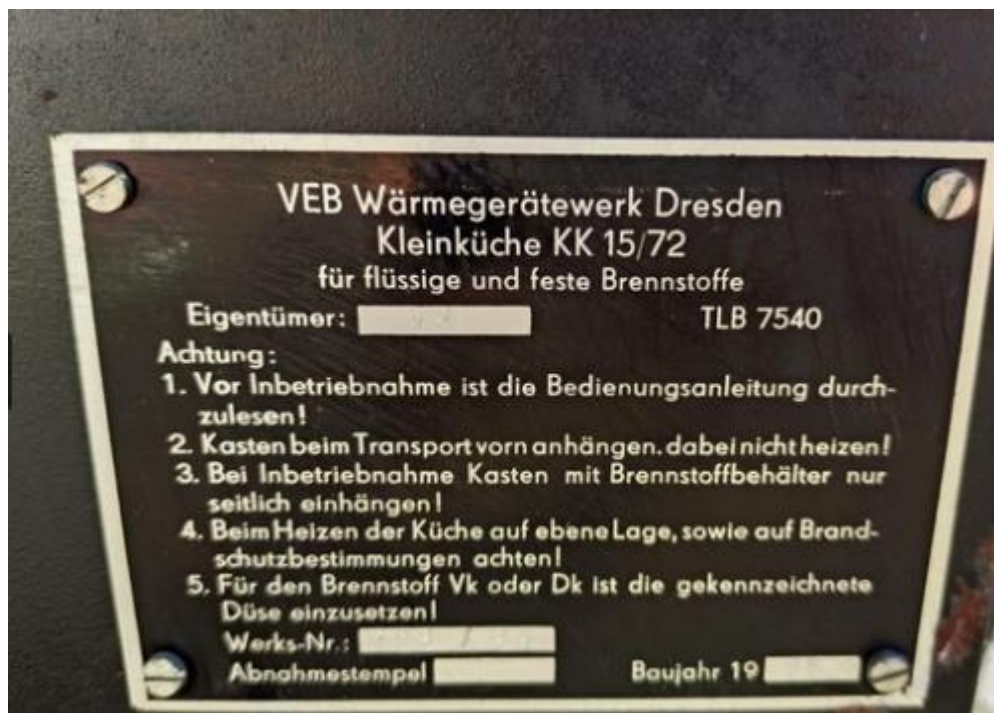 VEB Wärmegerätewerk Dresden
Kleinküche KK 15/72
für flüssige und feste Brennstoffe
Eigentümer: TLB 7540
Achtung:
1. Vor Inbetriebnahme ist die Bedienungsanleitung durch-
zulesen!
2. Kasten beim Transport vorn anhängen. dabei nicht heizen!
3. Bei Inbetriebnahme Kasten mit Brennstoffbehälter nur
seitlich einhängen!
4. Beim Heizen der Küche auf ebene Lage, sowie auf Brand-
schutzbestimmungen achten!
5. Für den Brennstoff Vk oder Dk ist die gekennzeichnete
Düse einzusetzen!
Werks-Nr.:
Abnahmestempel Baujahr 19